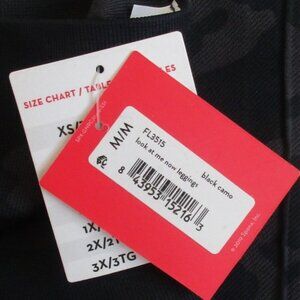 SIZE CHART / TABLE
XS/
1X/
2X/2T
3X/3TG
M/M
FL3515
look at me now leggings
black camo
8 43953 15216 3